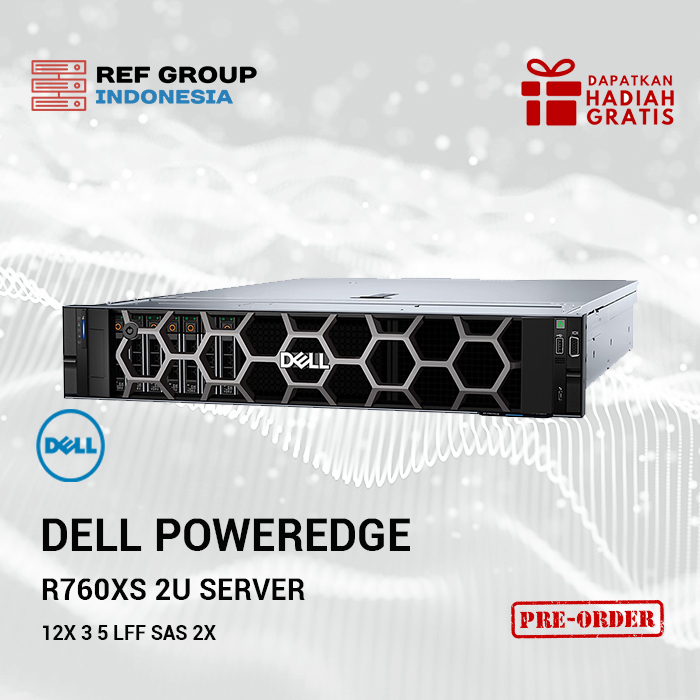 REF GROUP
INDONESIA
DAPATKAN
HADIAH
GRATIS
DELL
DELL
DELL POWEREDGE
R760XS 2U SERVER
12X 3 5 LFF SAS 2X
PRE-ORDER